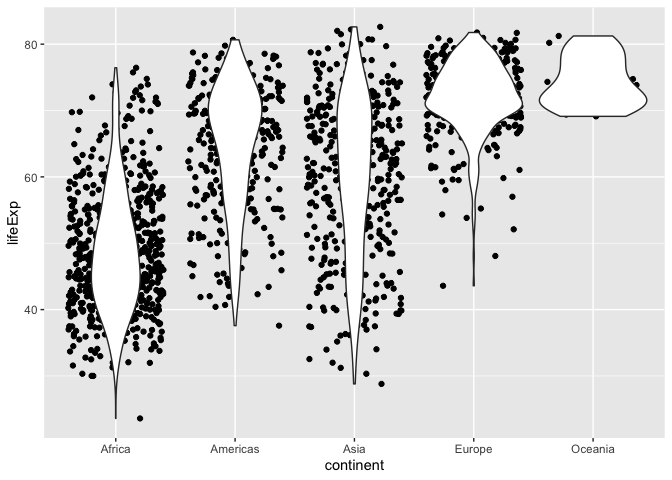 80
60
40
lifeExp
Africa
Americas
Asia
Europe
Oceania
continent